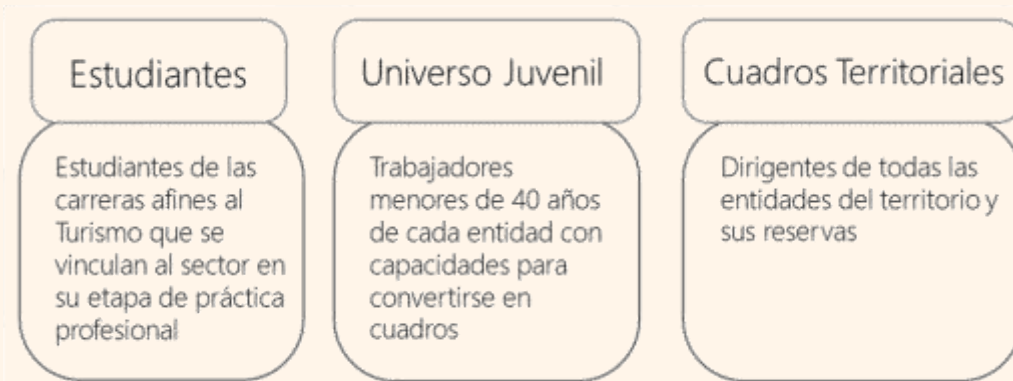 Estudiantes
Estudiantes de las
carreras afines al
Turismo que se
vinculan al sector en
su etapa de práctica
profesional
Universo Juvenil
Trabajadores
menores de 40 años
de cada entidad con
capacidades para
convertirse en
cuadros
Cuadros Territoriales
Dirigentes de todas las
entidades del territorio y
sus reservas